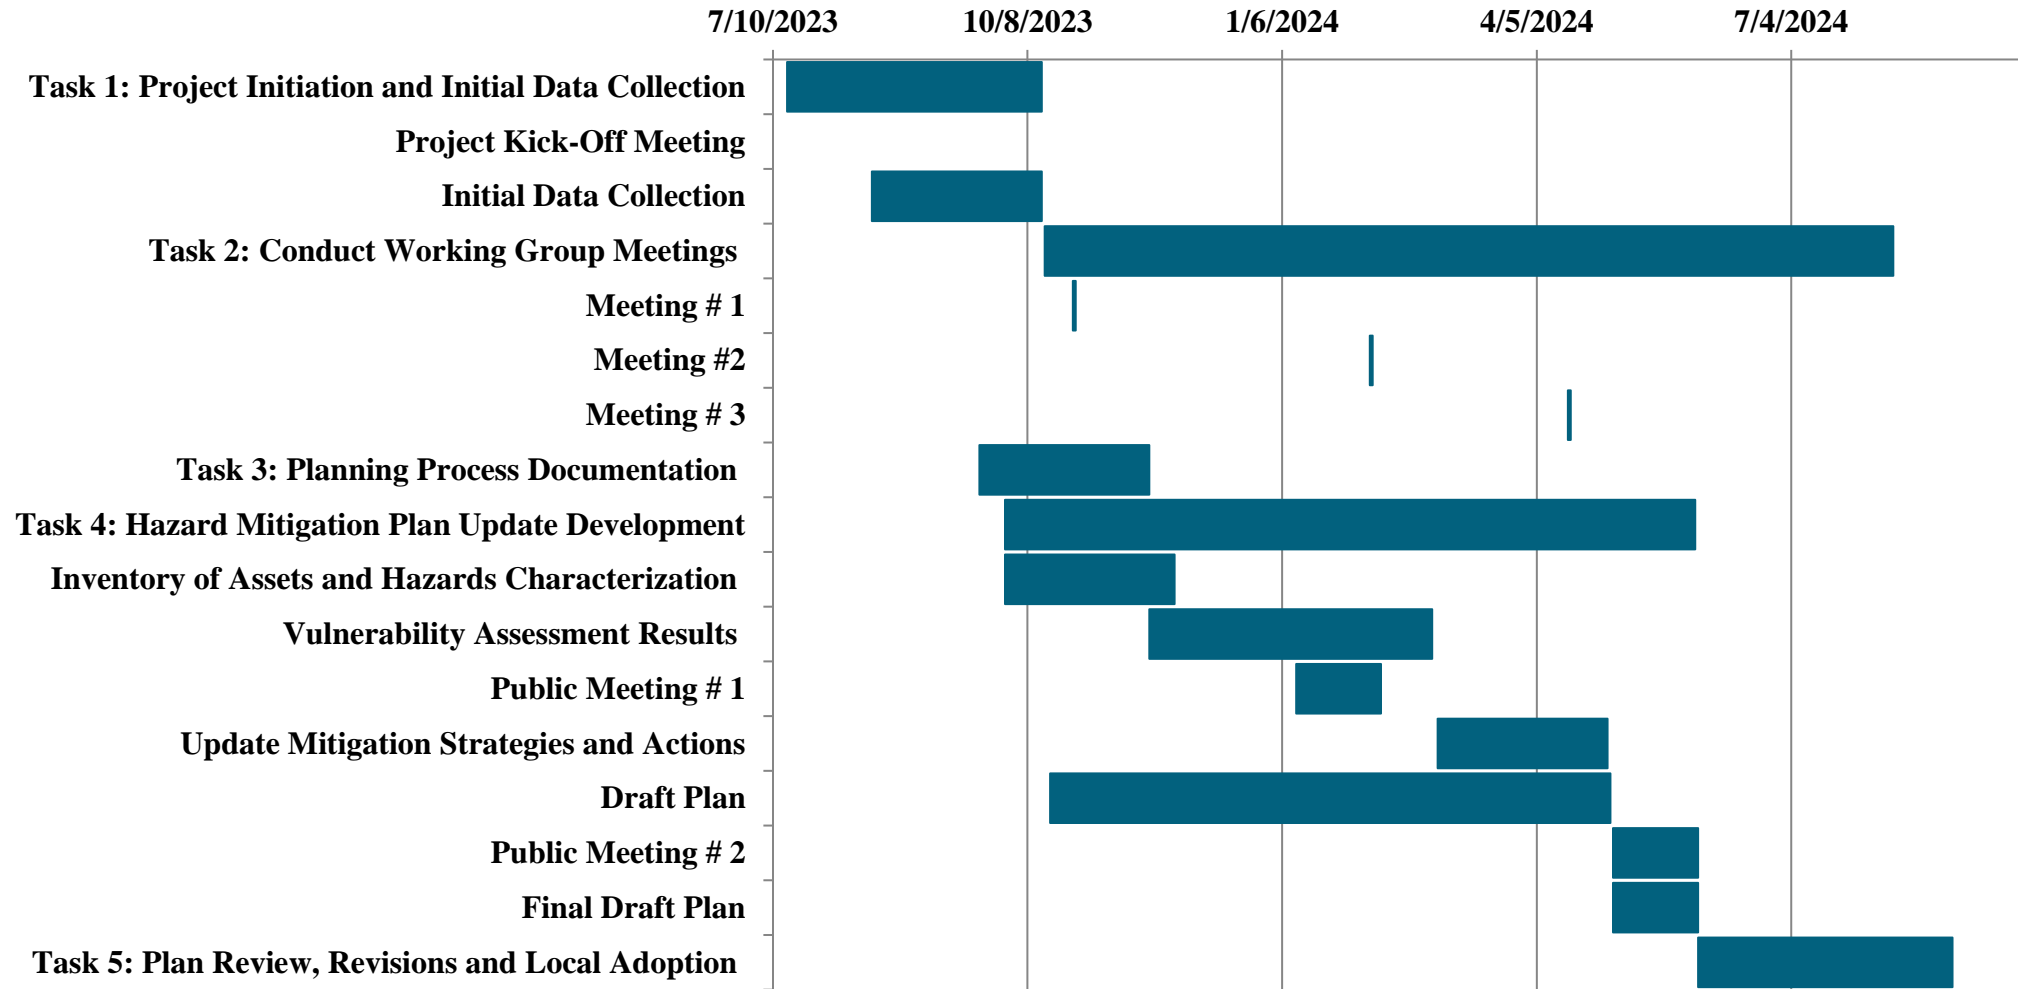 7/10/2023 10/8/2023 1/6/2024 4/5/2024 7/4/2024
Task 1: Project Initiation and Initial Data Collection
Project Kick-Off Meeting
Initial Data Collection
Task 2: Conduct Working Group Meetings
Meeting # 1
Meeting #2
Meeting # 3
Task 3: Planning Process Documentation
Task 4: Hazard Mitigation Plan Update Development
Inventory of Assets and Hazards Characterization
Vulnerability Assessment Results
Public Meeting # 1
Update Mitigation Strategies and Actions
Draft Plan
Public Meeting # 2
Final Draft Plan
Task 5: Plan Review, Revisions and Local Adoption